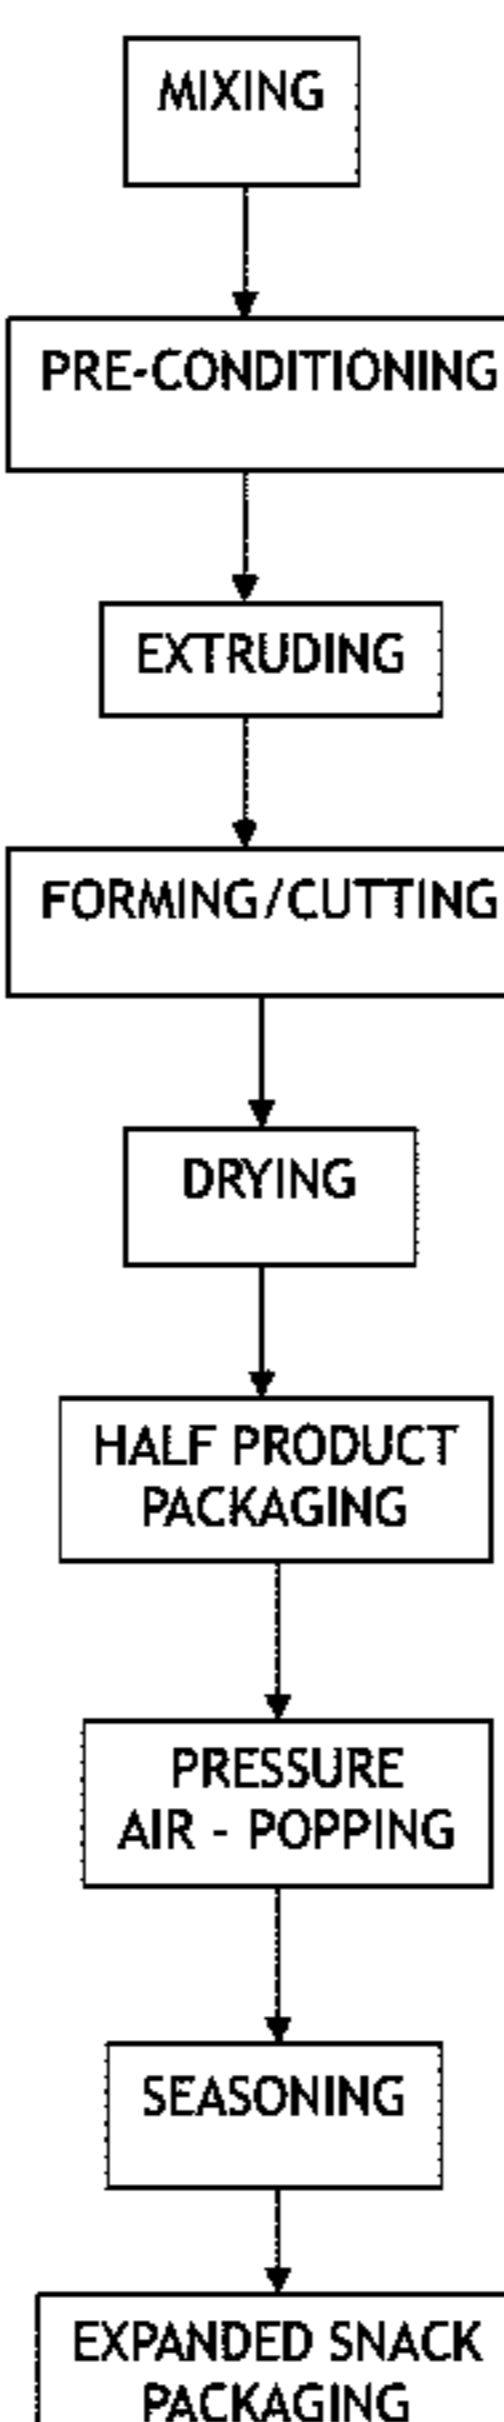 MIXING
PRE-CONDITIONING
EXTRUDING
FORMING/CUTTING
DRYING
HALF PRODUCT
PACKAGING
PRESSURE
AIR - POPPING
SEASONING
EXPANDED SNACK
PACKAGING